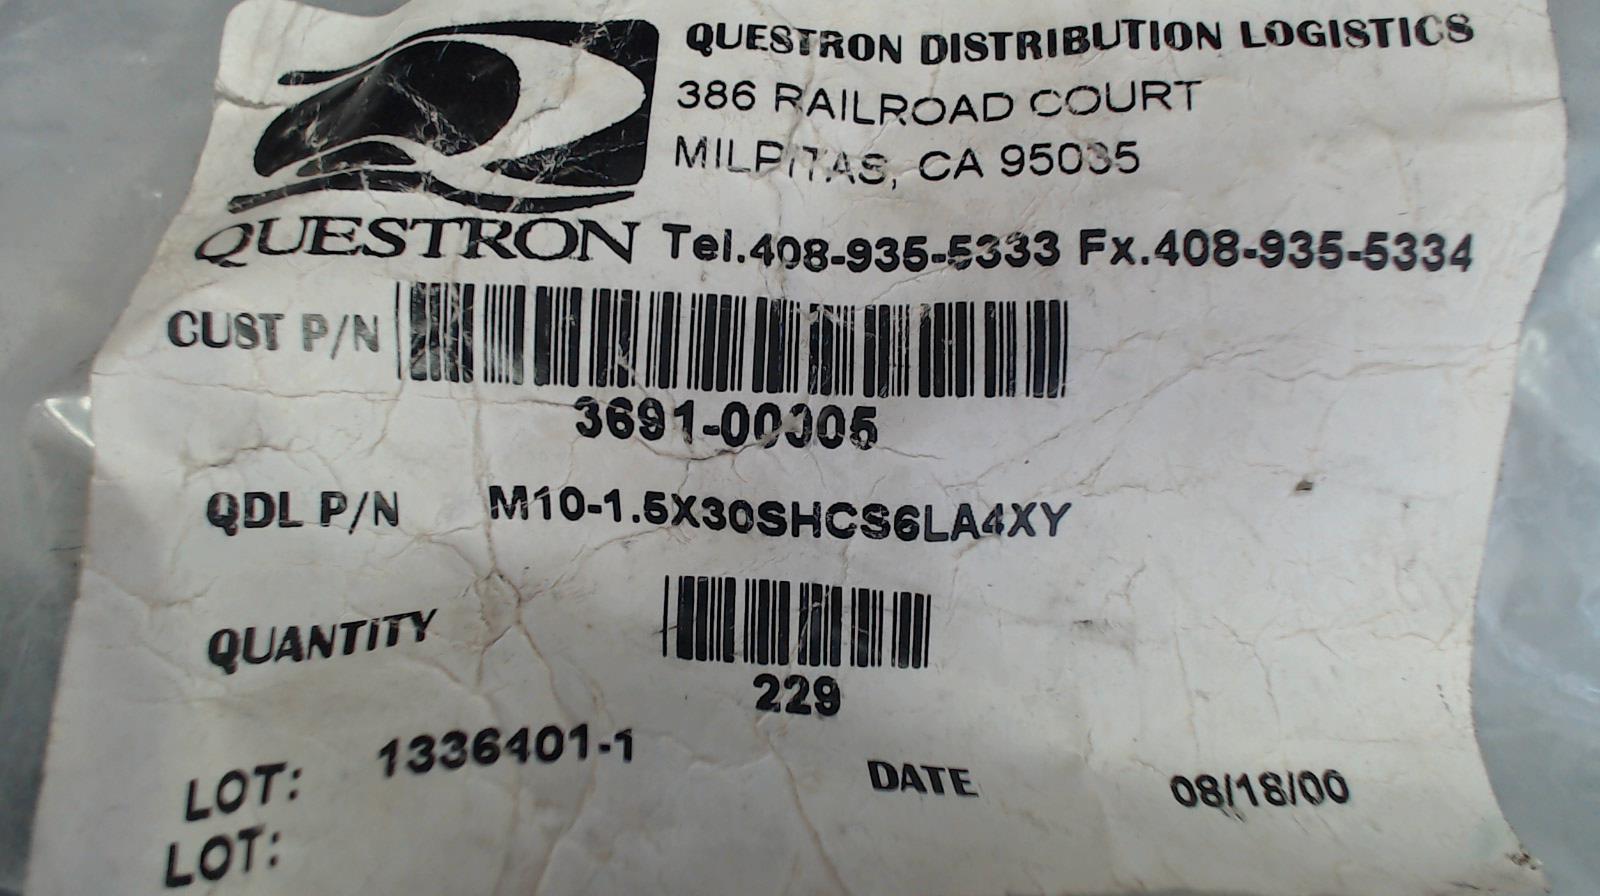 QUESTRON DISTRIBUTION LOGISTICS
386 RAILROAD COURT
MILPITAS, CA 95035
QUESTRON Tel.408-935-5333 Fx.408-935-5334
CUST P/N
3691-00005
QDL P/N M10-1.5X30SHCS6LA4XY
QUANTITY
229
LOT: 1336401-1 DATE 08/18/00
LOT: